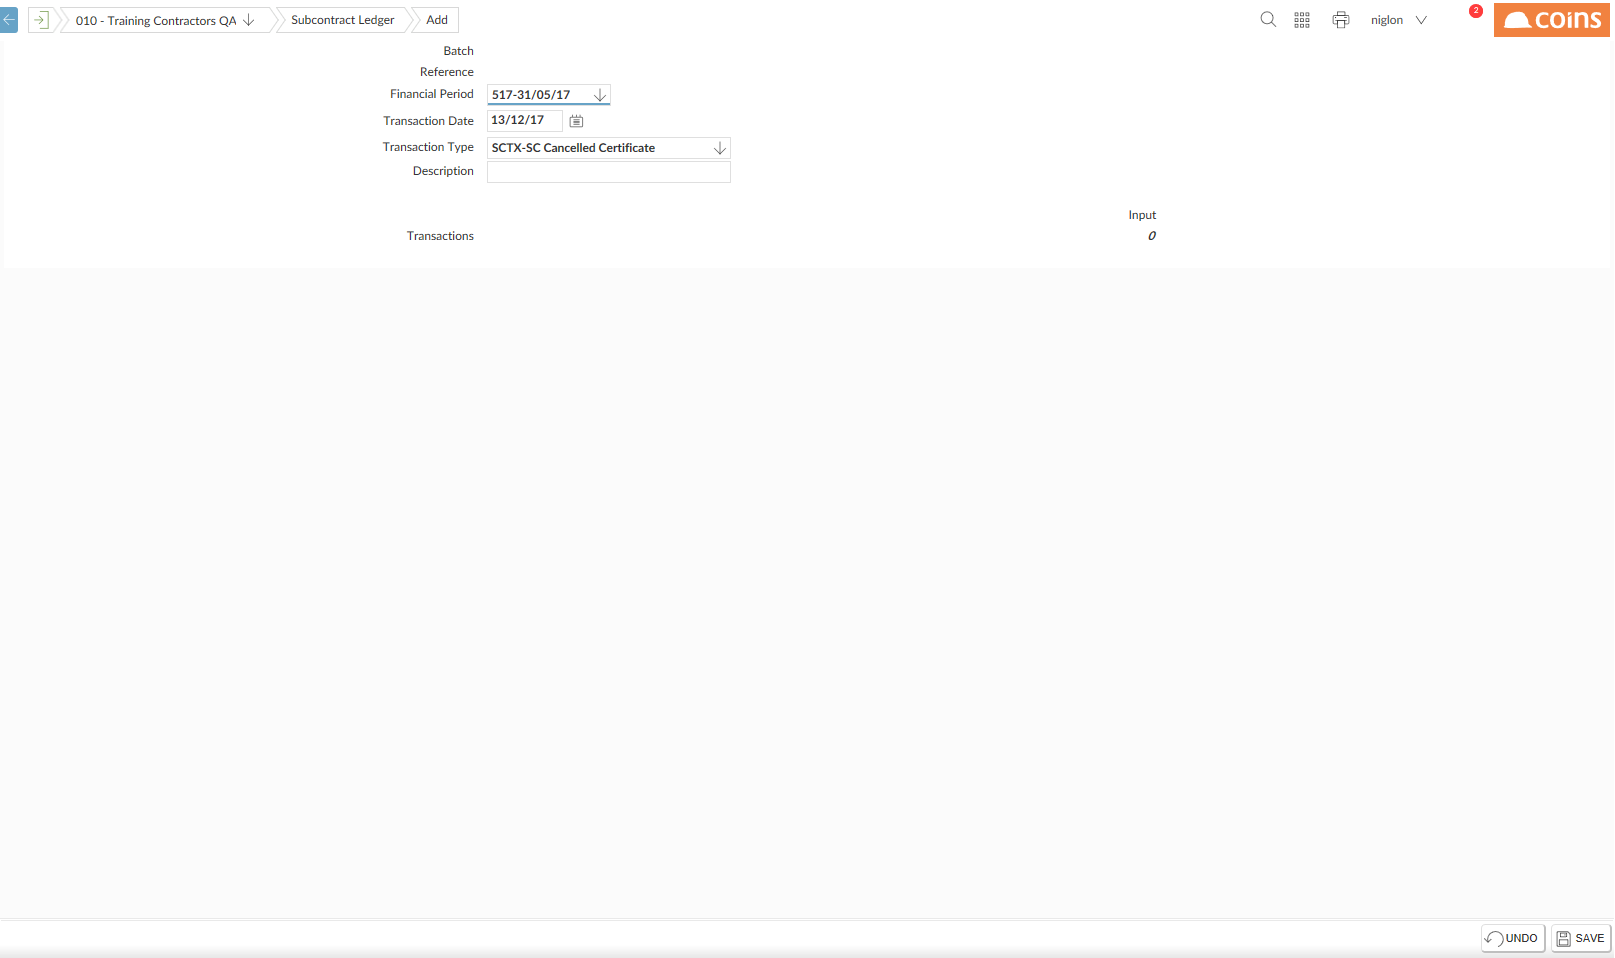 010 - Training Contractors QA
Subcontract Ledger
Add
niglon
2
coins
Batch
Reference
Financial Period 517-31/05/17
Transaction Date 13/12/17
Transaction Type SCTX-SC Cancelled Certificate
Description
Input
Transactions 0
UNDO
SAVE